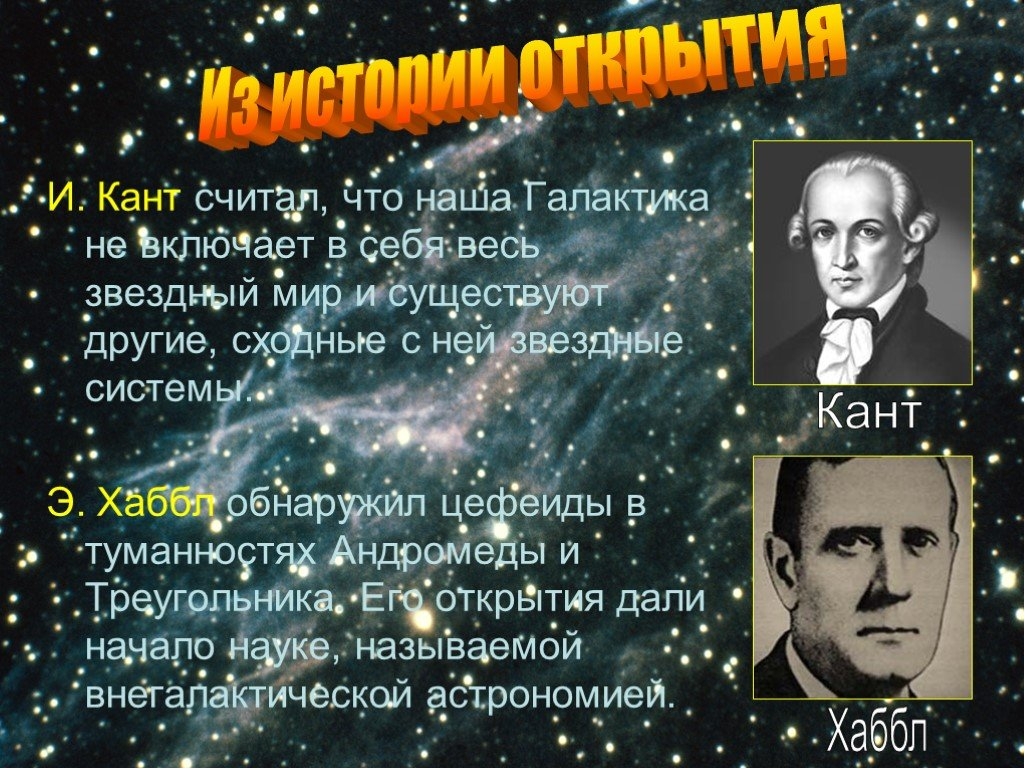 Из истории открытия
И. Кант считал, что наша Галактика
не включает в себя весь
звездный мир и существуют
другие, сходные с ней звездные
системы.
Кант
Э. Хаббл обнаружил цефеиды в
туманностях Андромеды и
Треугольника. Его открытия дали
начало науке, называемой
внегалактической астрономией.
Хаббл